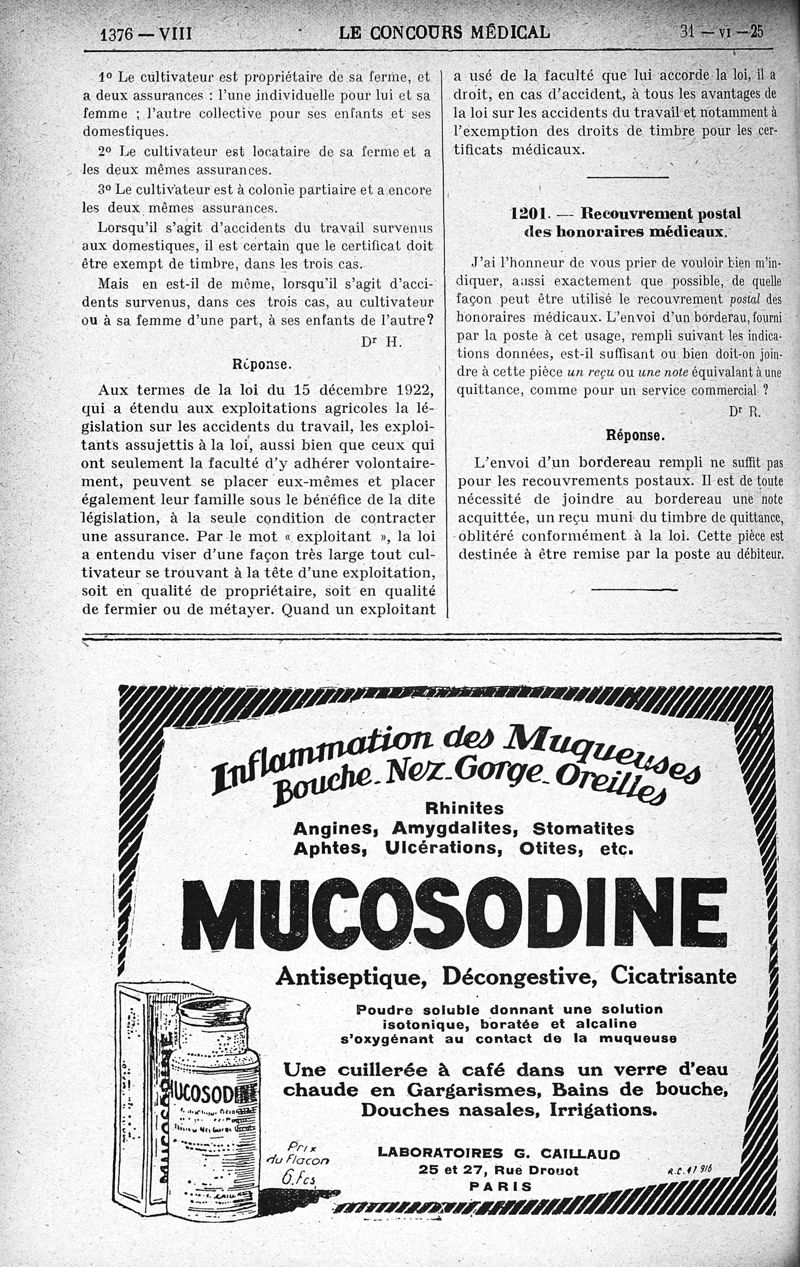 1376 — VIII
LE CONCOURS MÉDICAL
31 — VI — 25
1º Le cultivateur est propriétaire de sa ferme, et
a deux assurances : l'une individuelle pour lui et sa
femme ; l'autre collective pour ses enfants et ses
domestiques.
2º Le cultivateur est locataire de sa ferme et a
les deux mêmes assurances.
3º Le cultivateur est à colonie partiaire et a encore
les deux mêmes assurances.
Lorsqu'il s'agit d'accidents du travail survenus
aux domestiques, il est certain que le certificat doit
être exempt de timbre, dans les trois cas.
Mais en est-il de même, lorsqu'il s'agit d'acci-
dents survenus, dans ces trois cas, au cultivateur
ou à sa femme d'une part, à ses enfants de l'autre?
Dr H.
Réponse.
Aux termes de la loi du 15 décembre 1922,
qui a étendu aux exploitations agricoles la lé-
gislation sur les accidents du travail, les exploi-
tants assujettis à la loi, aussi bien que ceux qui
ont seulement la faculté d'y adhérer volontaire-
ment, peuvent se placer eux-mêmes et placer
également leur famille sous le bénéfice de la dite
législation, à la seule condition de contracter
une assurance. Par le mot « exploitant », la loi
a entendu viser d'une façon très large tout cul-
tivateur se trouvant à la tête d'une exploitation,
soit en qualité de propriétaire, soit en qualité
de fermier ou de métayer. Quand un exploitant
a usé de la faculté que lui accorde la loi, il a
droit, en cas d'accident, à tous les avantages de
la loi sur les accidents du travail et notamment à
l'exemption des droits de timbre pour les cer-
tificats médicaux.
1201. — Recouvrement postal
des honoraires médicaux.
J'ai l'honneur de vous prier de vouloir bien m'in-
diquer, aussi exactement que possible, de quelle
façon peut être utilisé le recouvrement postal des
honoraires médicaux. L'envoi d'un borderau, fourni
par la poste à cet usage, rempli suivant les indica-
tions données, est-il suffisant ou bien doit-on join-
dre à cette pièce un reçu ou une note équivalant à une
quittance, comme pour un service commercial ?
Dr R.
Réponse.
L'envoi d'un bordereau rempli ne suffit pas
pour les recouvrements postaux. Il est de toute
nécessité de joindre au bordereau une note
acquittée, un reçu muni du timbre de quittance,
oblitéré conformément à la loi. Cette pièce est
destinée à être remise par la poste au débiteur.
Inflammation des Muqueuses
Bouche - Nez - Gorge - Oreilles
Rhinites
Angines, Amygdalites, Stomatites
Aphtes, Ulcérations, Otites, etc.
MUCOSODINE
Antiseptique, Décongestive, Cicatrisante
Poudre soluble donnant une solution
isotonique, boratée et alcaline
s'oxygénant au contact de la muqueuse
Une cuillerée à café dans un verre d'eau
chaude en Gargarismes, Bains de bouche,
Douches nasales, Irrigations.
MUCOSODINE
MUCOSODINE
Prix
du Flacon
6.Fcs
LABORATOIRES G. CAILLAUD
25 et 27, Rue Drouot
PARIS
R.C. 47 916